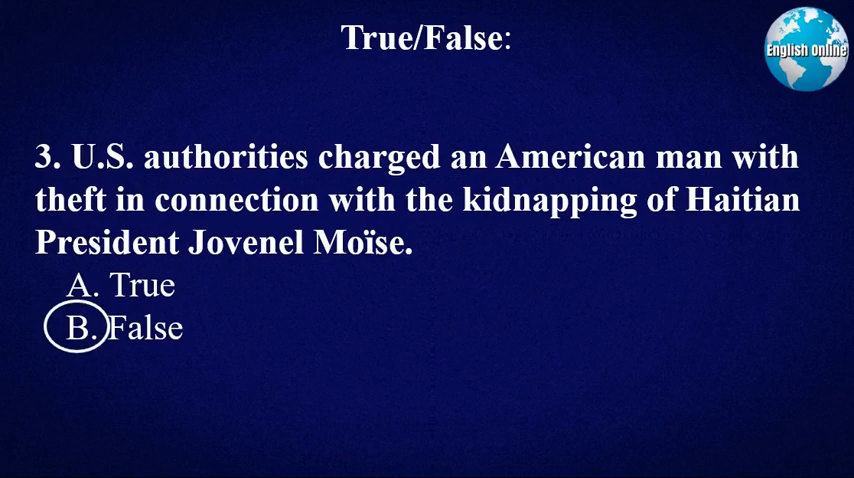 True/False:
English Online
3. U.S. authorities charged an American man with
theft in connection with the kidnapping of Haitian
President Jovenel Moïse.
A. True
B. False